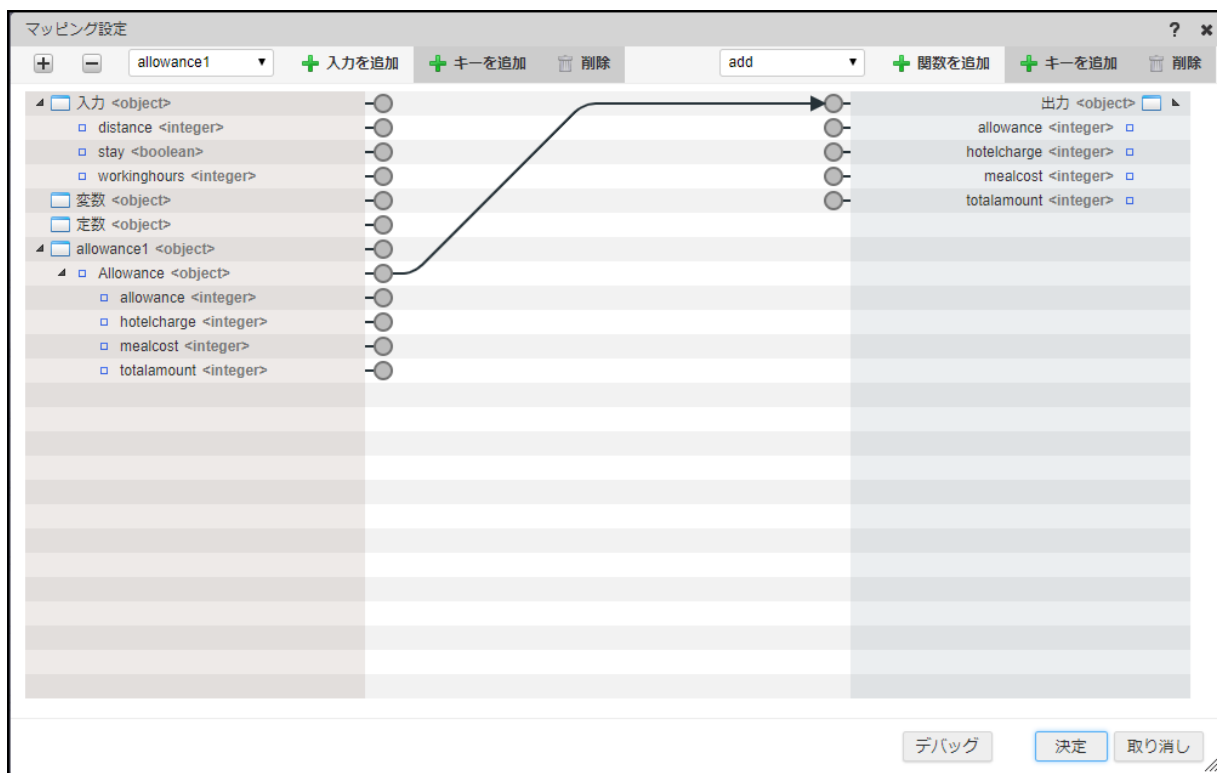 マッピング設定 ? ×
allowance1 ▼ 入力を追加 キーを追加 削除 add ▼ 関数を追加 キーを追加 削除
入力 <object> 出力 <object>
distance <integer> allowance <integer>
stay <boolean> hotelcharge <integer>
workinghours <integer> mealcost <integer>
変数 <object> totalamount <integer>
定数 <object>
allowance1 <object>
Allowance <object>
allowance <integer>
hotelcharge <integer>
mealcost <integer>
totalamount <integer>
デバッグ 決定 取り消し